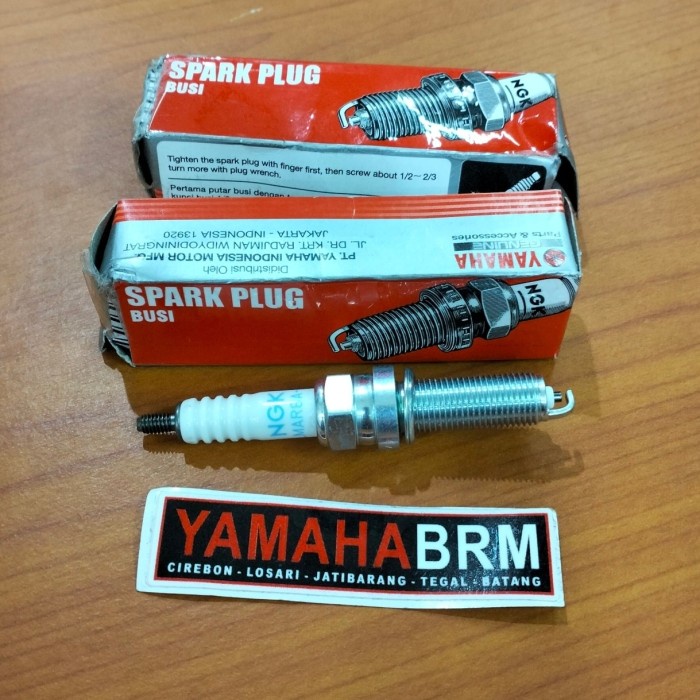 SPARK PLUG
BUSI
NGK
Tighten the spark plug with finger first, then screw about 1/2~ 2/3
turn more with plug wrench.
Pertama putar busi dengan
YAMAHA
GENUINE
Parts & Accessories
Didistribusi Oleh
PT. YAMAHA INDONESIA MOTOR MFG.
JL. DR. KRT. RADJIMAN WIDYODININGRAT
JAKARTA - INDONESIA 13920
SPARK PLUG
BUSI
NGK
NGK
YAMAHABRM
CIREBON - LOSARI - JATIBARANG - TEGAL - BATANG